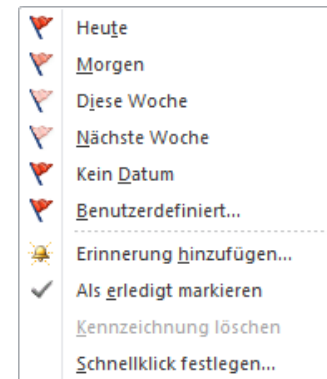 Heute
Morgen
Diese Woche
Nächste Woche
Kein Datum
Benutzerdefiniert...
Erinnerung hinzufügen...
Als erledigt markieren
Kennzeichnung löschen
Schnellklick festlegen...